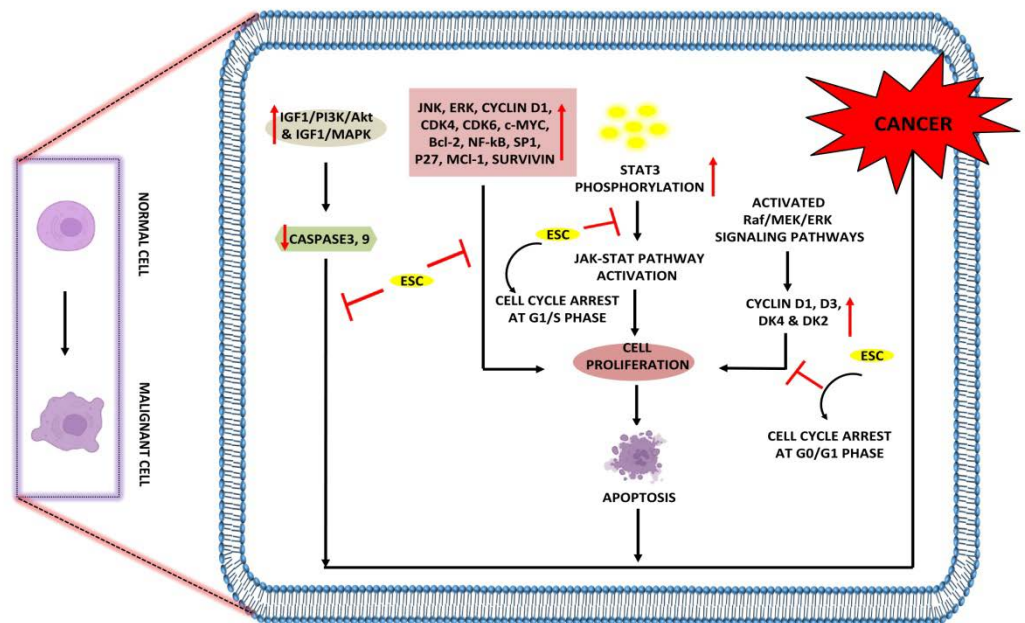 NORMAL CELL
MALIGNANT CELL
IGF1/PI3K/Akt
& IGF1/MAPK
CASPASE3, 9
ESC
JNK, ERK, CYCLIN D1,
CDK4, CDK6, c-MYC,
Bcl-2, NF-kB, SP1,
P27, MCl-1, SURVIVIN
STAT3
PHOSPHORYLATION
ESC
JAK-STAT PATHWAY
ACTIVATION
CELL CYCLE ARREST
AT G1/S PHASE
CELL
PROLIFERATION
APOPTOSIS
CANCER
ACTIVATED
Raf/MEK/ERK
SIGNALING PATHWAYS
CYCLIN D1, D3,
DK4 & DK2
ESC
CELL CYCLE ARREST
AT G0/G1 PHASE